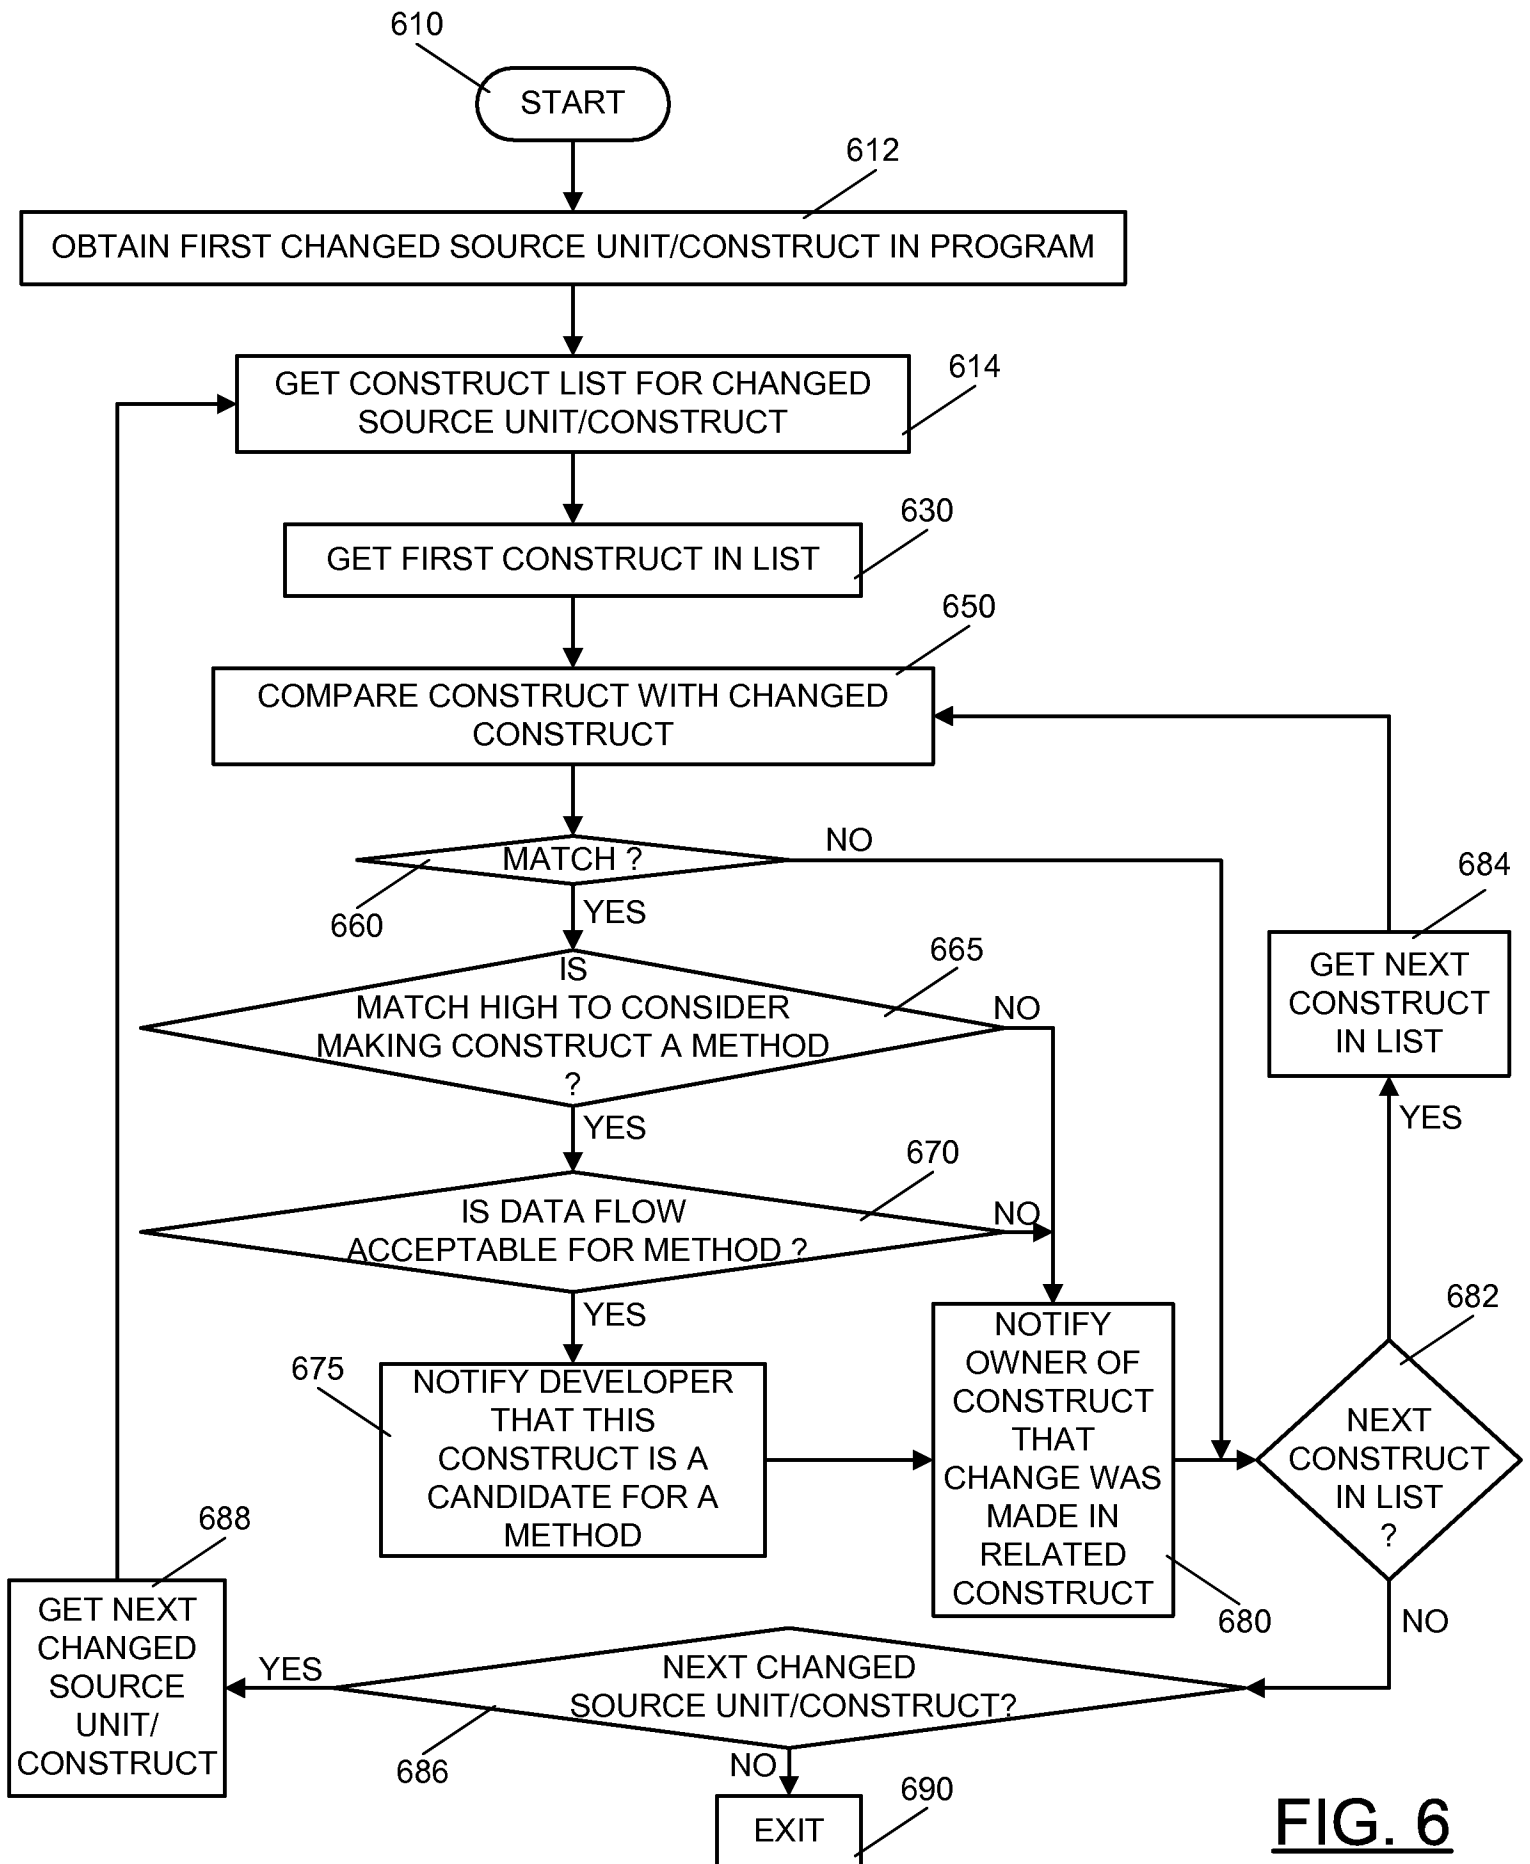 610
START
612
OBTAIN FIRST CHANGED SOURCE UNIT/CONSTRUCT IN PROGRAM
GET CONSTRUCT LIST FOR CHANGED
SOURCE UNIT/CONSTRUCT
614
630
GET FIRST CONSTRUCT IN LIST
650
COMPARE CONSTRUCT WITH CHANGED
CONSTRUCT
MATCH ?
NO
660
YES
684
GET NEXT
CONSTRUCT
IN LIST
IS
MATCH HIGH TO CONSIDER
MAKING CONSTRUCT A METHOD
?
665
NO
YES
YES
670
IS DATA FLOW
ACCEPTABLE FOR METHOD ?
NO
YES
682
675
NOTIFY DEVELOPER
THAT THIS
CONSTRUCT IS A
CANDIDATE FOR A
METHOD
NOTIFY
OWNER OF
CONSTRUCT
THAT
CHANGE WAS
MADE IN
RELATED
CONSTRUCT
680
NEXT
CONSTRUCT
IN LIST
?
NO
688
GET NEXT
CHANGED
SOURCE
UNIT/
CONSTRUCT
YES
NEXT CHANGED
SOURCE UNIT/CONSTRUCT?
686
NO
690
EXIT
FIG. 6